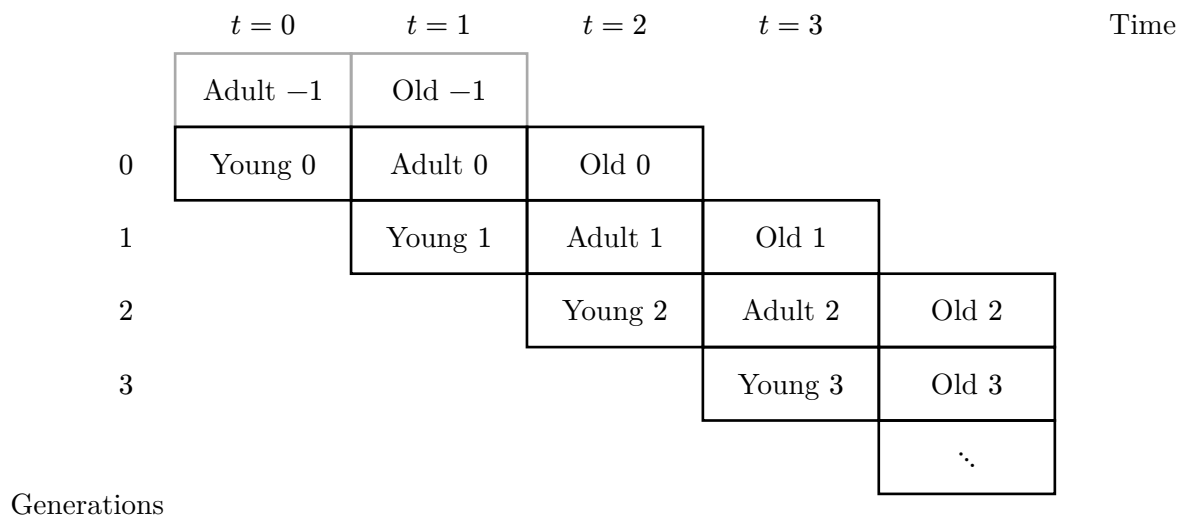 t = 0 t = 1 t = 2 t = 3 Time
Adult −1 Old −1
0 Young 0 Adult 0 Old 0
1 Young 1 Adult 1 Old 1
2 Young 2 Adult 2 Old 2
3 Young 3 Old 3
⋱
Generations